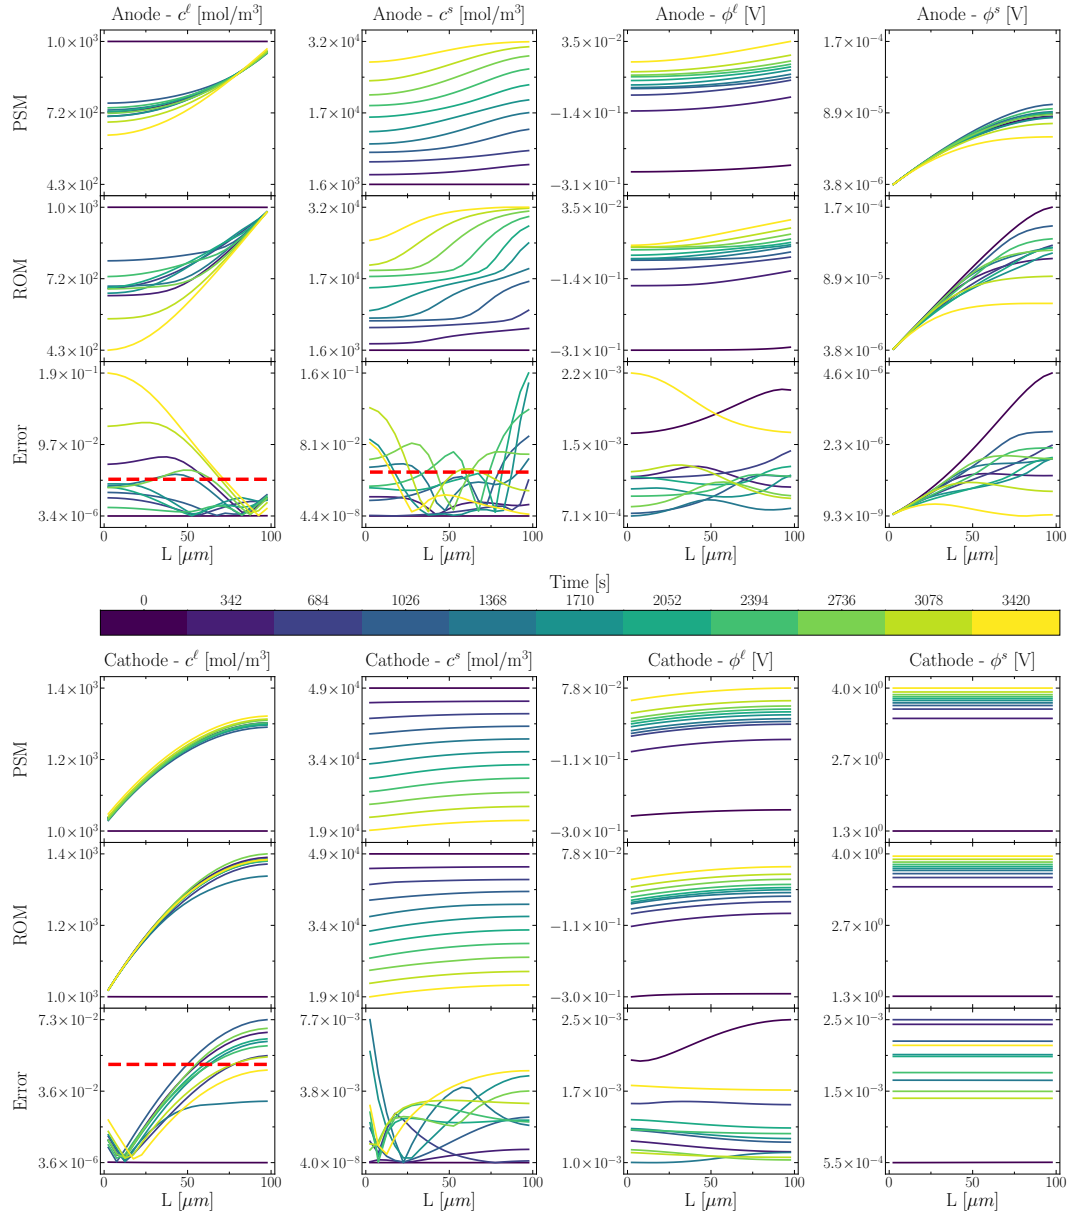 Anode - cℓ [mol/m³]
Anode - cˢ [mol/m³]
Anode - ϕℓ [V]
Anode - ϕˢ [V]
PSM
1.0×10³
7.2×10²
4.3×10²
3.2×10⁴
1.7×10⁴
1.6×10³
3.5×10⁻²
−1.4×10⁻¹
−3.1×10⁻¹
1.7×10⁻⁴
8.9×10⁻⁵
3.8×10⁻⁶
ROM
1.0×10³
7.2×10²
4.3×10²
3.2×10⁴
1.7×10⁴
1.6×10³
3.5×10⁻²
−1.4×10⁻¹
−3.1×10⁻¹
1.7×10⁻⁴
8.9×10⁻⁵
3.8×10⁻⁶
Error
1.9×10⁻¹
9.7×10⁻²
3.4×10⁻⁶
1.6×10⁻¹
8.1×10⁻²
4.4×10⁻⁸
2.2×10⁻³
1.5×10⁻³
7.1×10⁻⁴
4.6×10⁻⁶
2.3×10⁻⁶
9.3×10⁻⁹
0 50 100
0 50 100
0 50 100
0 50 100
L [μm]
L [μm]
L [μm]
L [μm]
Time [s]
0 342 684 1026 1368 1710 2052 2394 2736 3078 3420
Cathode - cℓ [mol/m³]
Cathode - cˢ [mol/m³]
Cathode - ϕℓ [V]
Cathode - ϕˢ [V]
PSM
1.4×10³
1.2×10³
1.0×10³
4.9×10⁴
3.4×10⁴
1.9×10⁴
7.8×10⁻²
−1.1×10⁻¹
−3.0×10⁻¹
4.0×10⁰
2.7×10⁰
1.3×10⁰
ROM
1.4×10³
1.2×10³
1.0×10³
4.9×10⁴
3.4×10⁴
1.9×10⁴
7.8×10⁻²
−1.1×10⁻¹
−3.0×10⁻¹
4.0×10⁰
2.7×10⁰
1.3×10⁰
Error
7.3×10⁻²
3.6×10⁻²
3.6×10⁻⁶
7.7×10⁻³
3.8×10⁻³
4.0×10⁻⁵
2.5×10⁻³
1.7×10⁻³
1.0×10⁻³
2.5×10⁻³
1.5×10⁻³
5.5×10⁻⁴
0 50 100
0 50 100
0 50 100
0 50 100
L [μm]
L [μm]
L [μm]
L [μm]